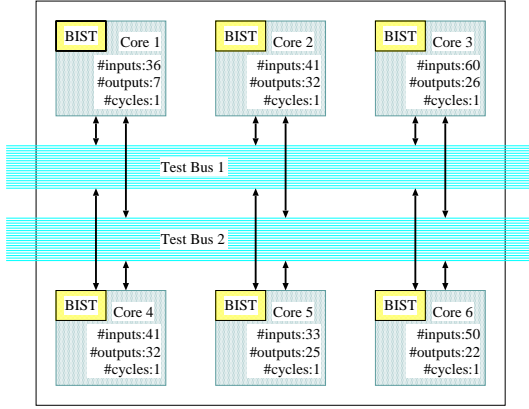 BIST Core 1
#inputs:36
#outputs:7
#cycles:1
BIST Core 2
#inputs:41
#outputs:32
#cycles:1
BIST Core 3
#inputs:60
#outputs:26
#cycles:1
Test Bus 1
Test Bus 2
BIST Core 4
#inputs:41
#outputs:32
#cycles:1
BIST Core 5
#inputs:33
#outputs:25
#cycles:1
BIST Core 6
#inputs:50
#outputs:22
#cycles:1